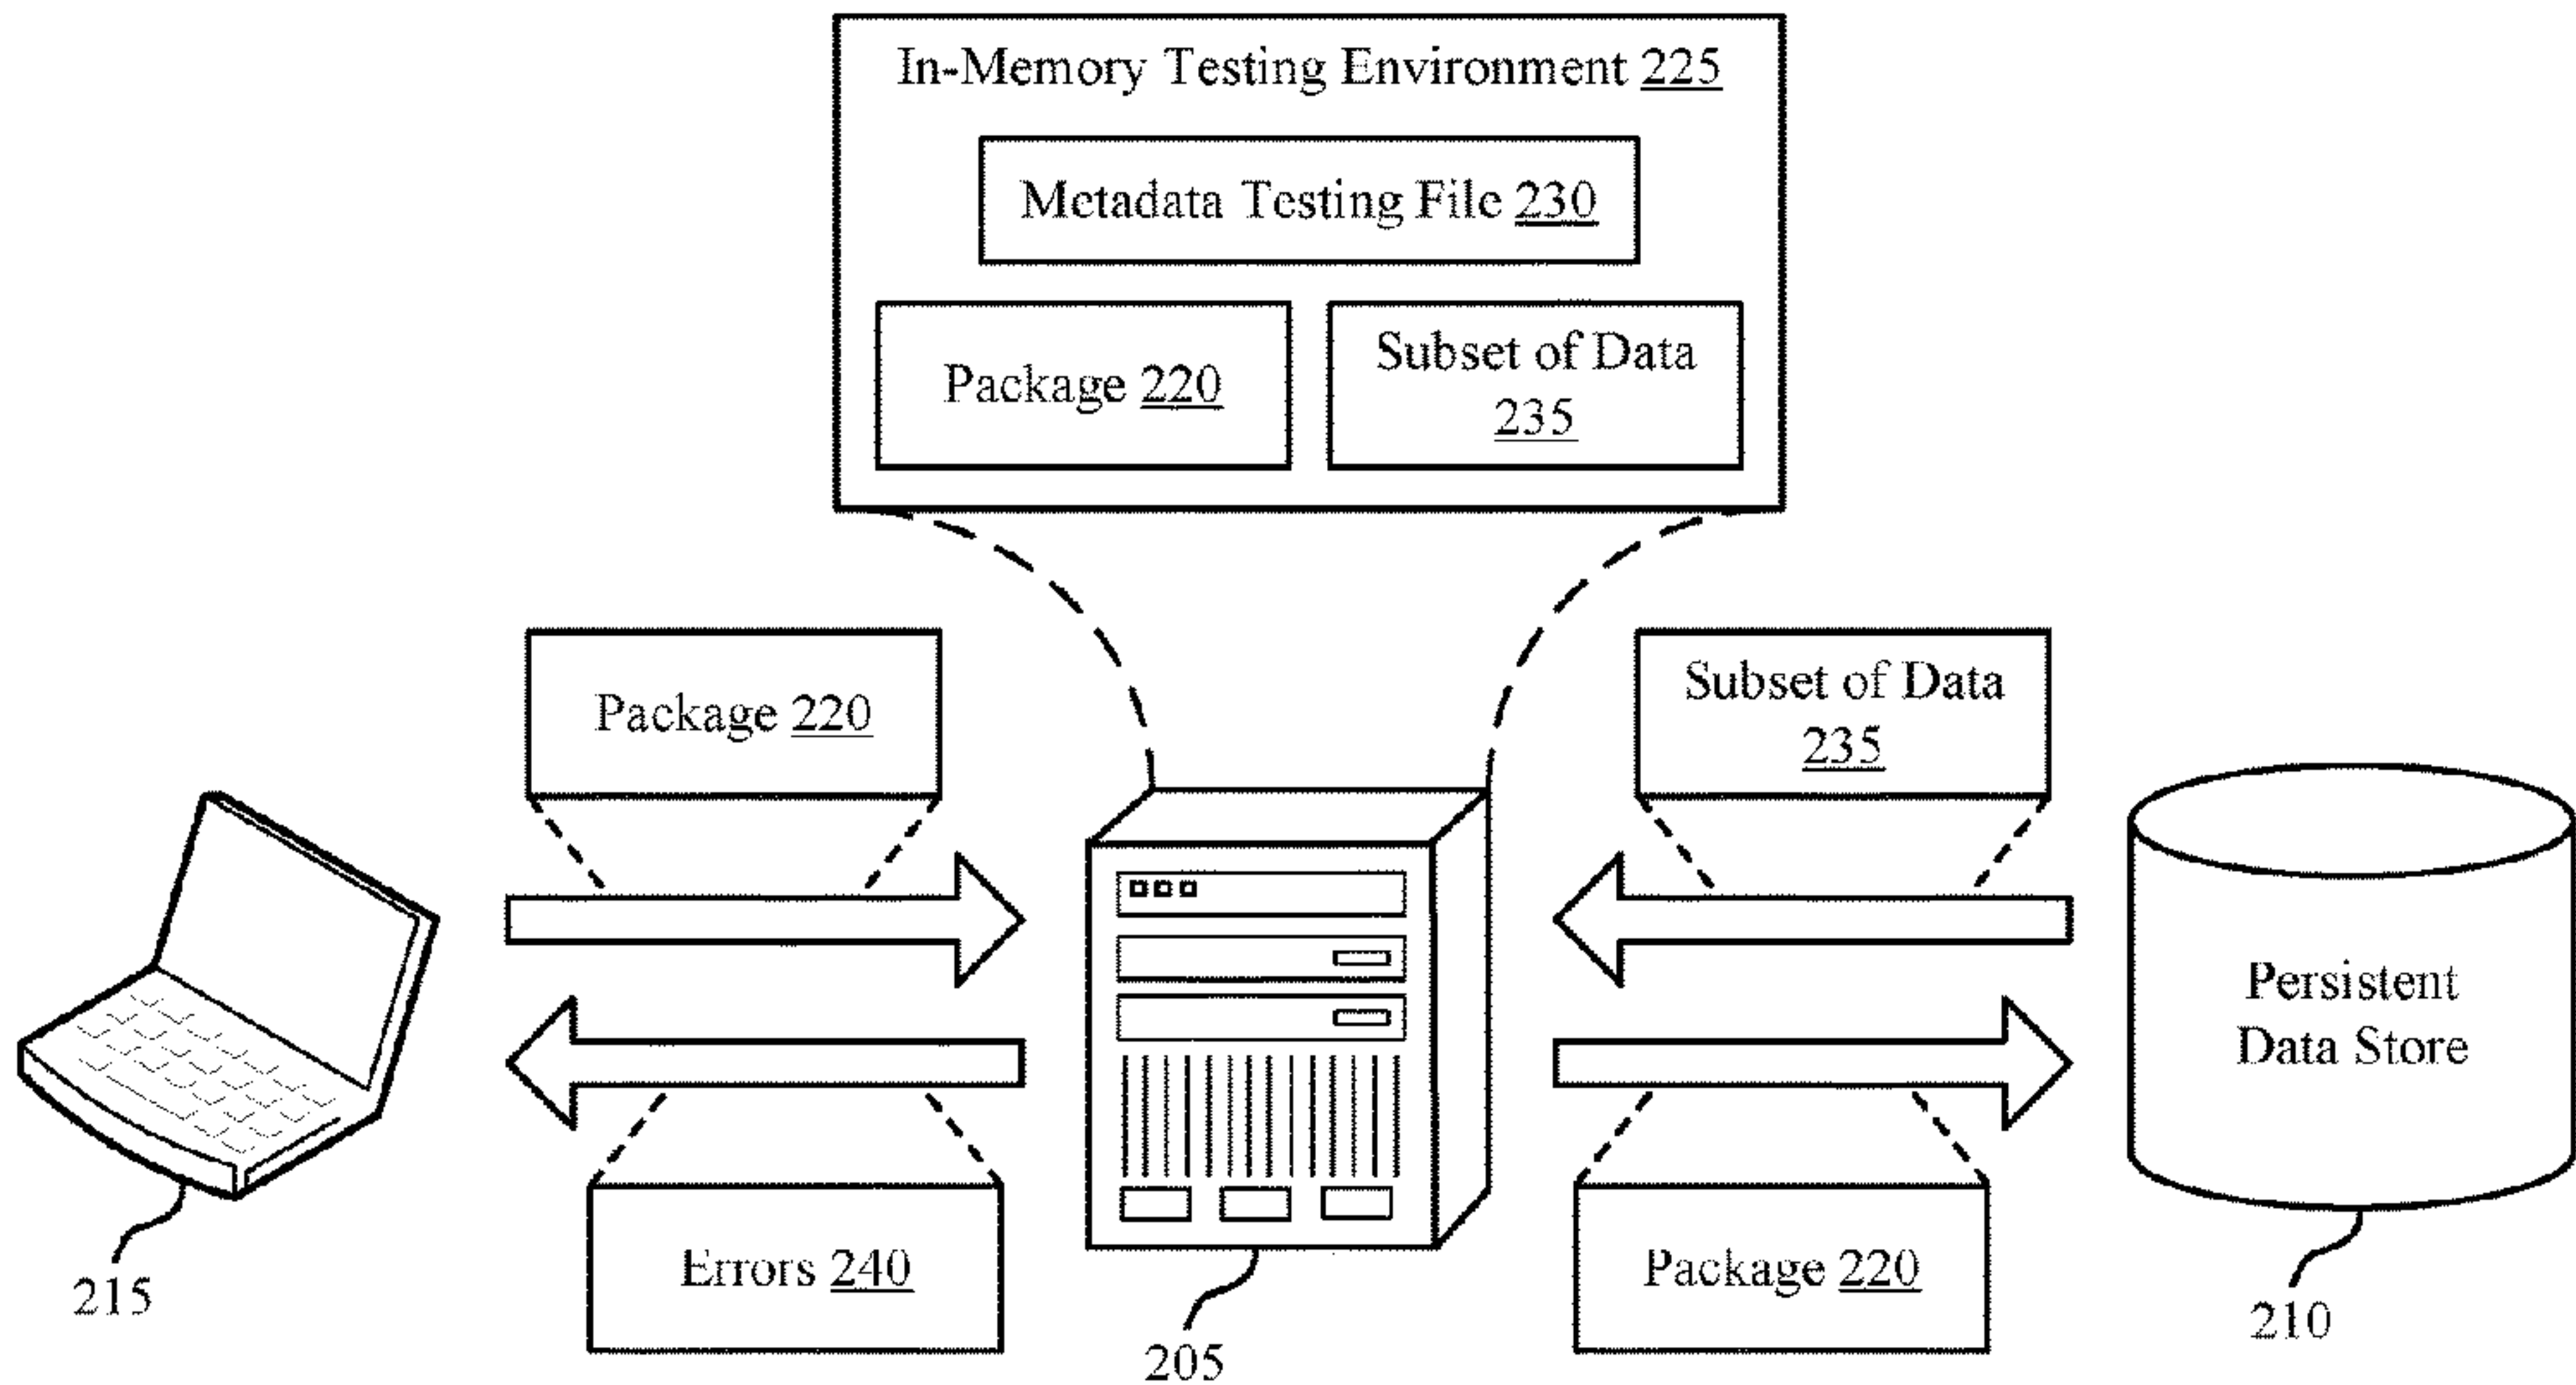 In-Memory Testing Environment 225
Metadata Testing File 230
Package 220
Subset of Data
235
Package 220
Subset of Data
235
Persistent
Data Store
Errors 240
Package 220
215
205
210